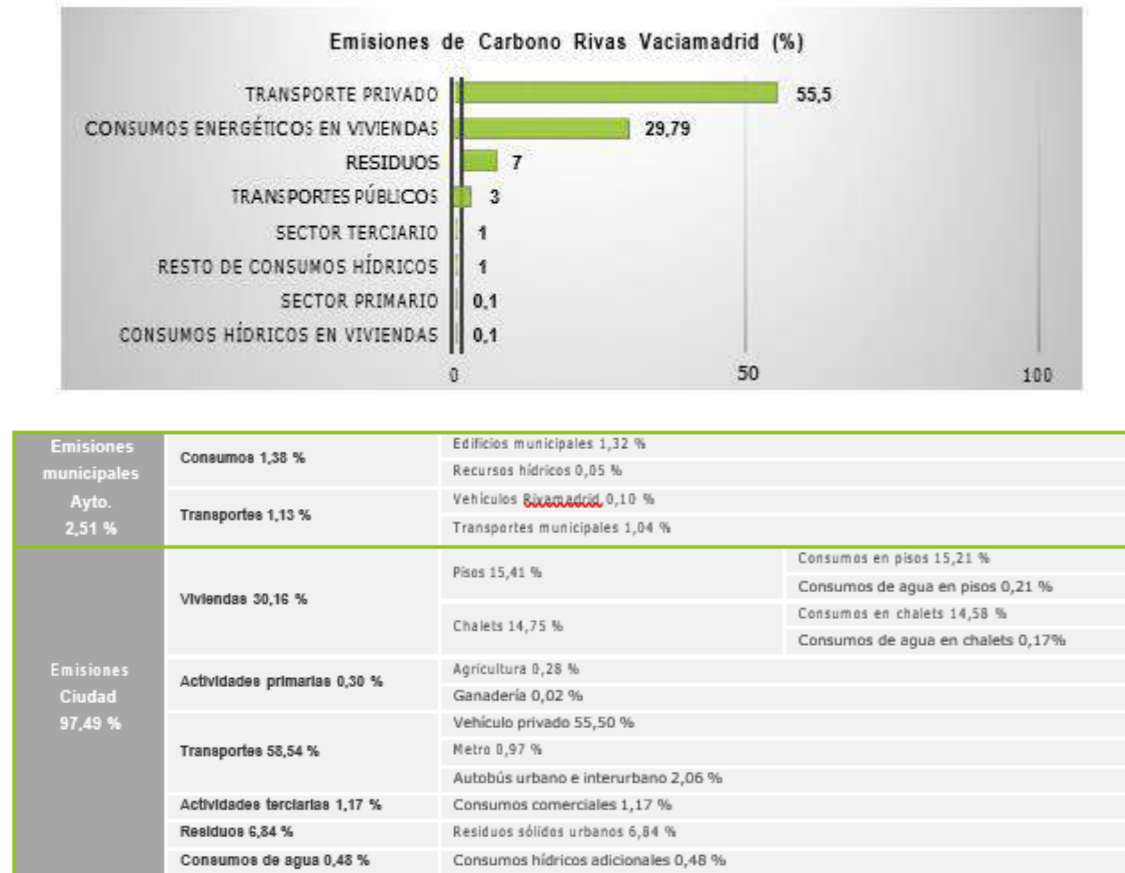 Emisiones de Carbono Rivas Vaciamadrid (%)
TRANSPORTE PRIVADO 55,5
CONSUMOS ENERGÉTICOS EN VIVIENDAS 29,79
RESIDUOS 7
TRANSPORTES PÚBLICOS 3
SECTOR TERCIARIO 1
RESTO DE CONSUMOS HÍDRICOS 1
SECTOR PRIMARIO 0,1
CONSUMOS HÍDRICOS EN VIVIENDAS 0,1
0 50 100
Emisiones
municipales
Ayto.
2,51 %
Consumos 1,38 %
Edificios municipales 1,32 %
Recursos hídricos 0,05 %
Transportes 1,13 %
Vehículos Rivamadrid 0,10 %
Transportes municipales 1,04 %
Emisiones
Ciudad
97,49 %
Viviendas 30,16 %
Pisos 15,41 %
Consumos en pisos 15,21 %
Consumos de agua en pisos 0,21 %
Chalets 14,75 %
Consumos en chalets 14,58 %
Consumos de agua en chalets 0,17%
Actividades primarias 0,30 %
Agricultura 0,28 %
Ganadería 0,02 %
Transportes 58,54 %
Vehículo privado 55,50 %
Metro 0,97 %
Autobús urbano e interurbano 2,06 %
Actividades terciarias 1,17 %
Consumos comerciales 1,17 %
Residuos 6,84 %
Residuos sólidos urbanos 6,84 %
Consumos de agua 0,48 %
Consumos hídricos adicionales 0,48 %